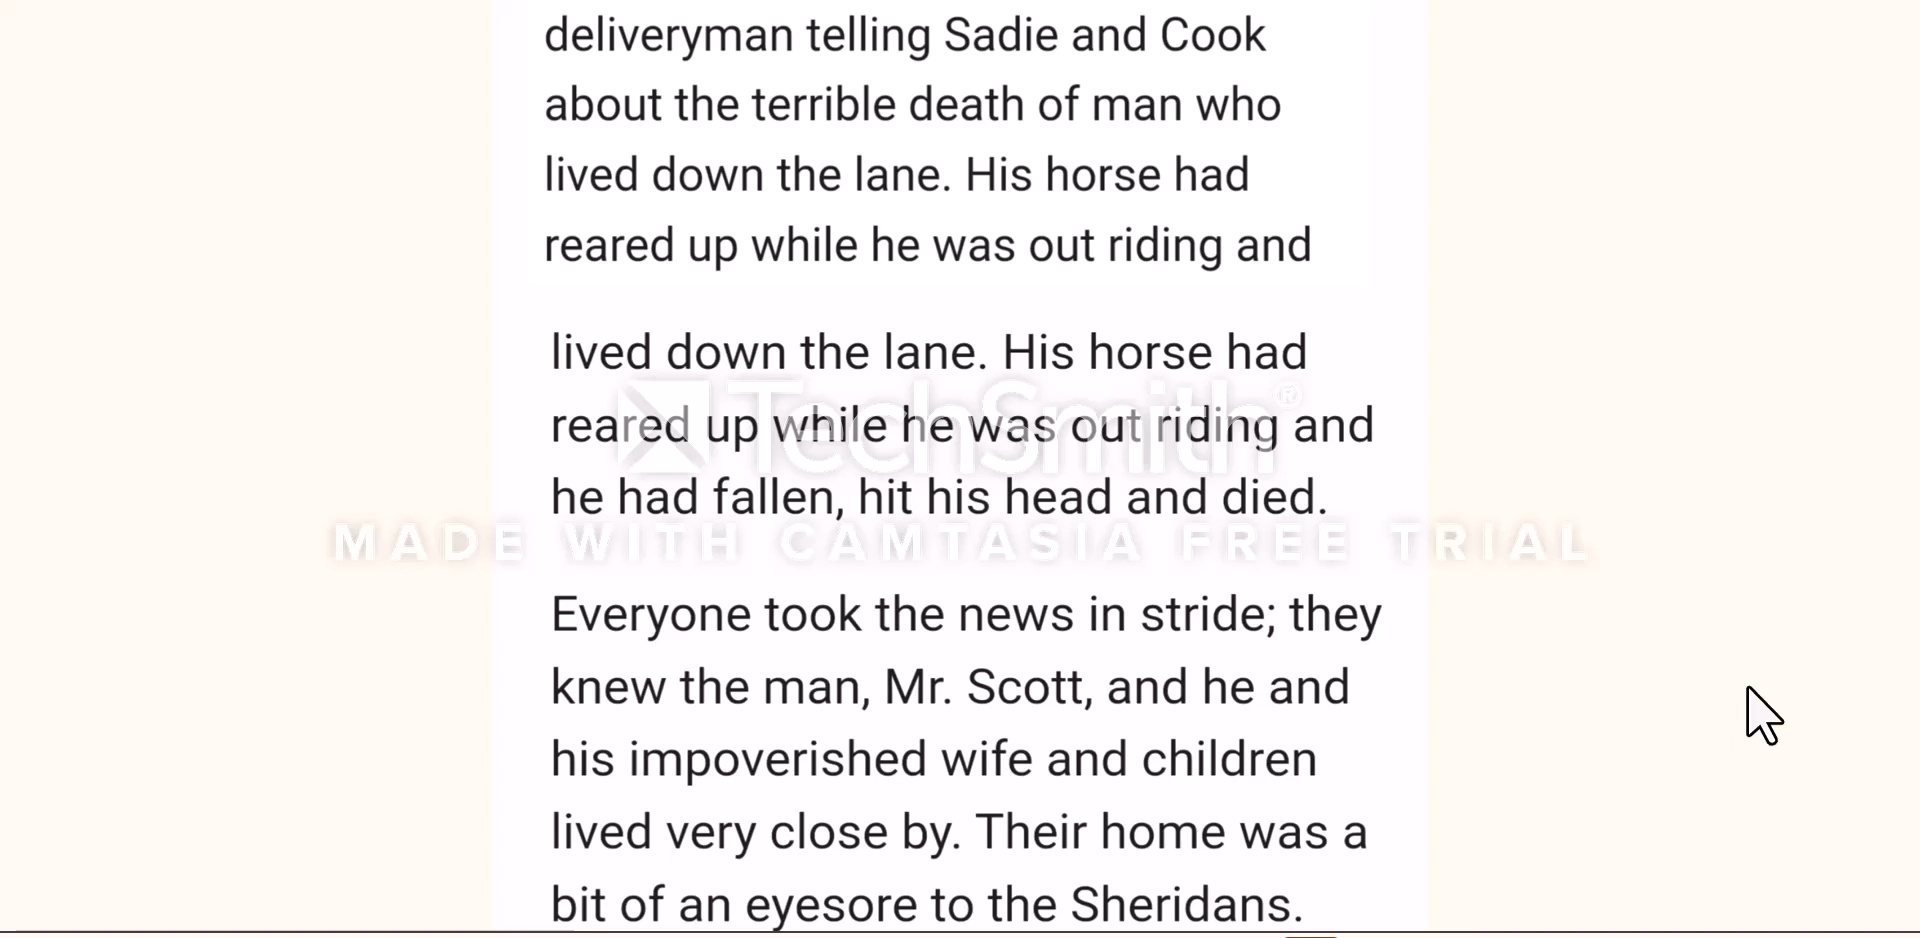 deliveryman telling Sadie and Cook
about the terrible death of man who
lived down the lane. His horse had
reared up while he was out riding and
lived down the lane. His horse had
reared up while he was out riding and
TechSmith®
he had fallen, hit his head and died.
MADE WITH CAMTASIA FREE TRIAL
Everyone took the news in stride; they
knew the man, Mr. Scott, and he and
his impoverished wife and children
lived very close by. Their home was a
bit of an eyesore to the Sheridans.